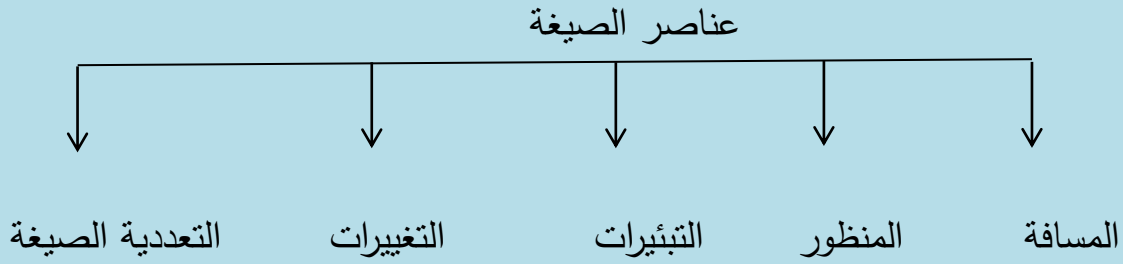 عناصر الصيغة
المسافة المنظور التبئيرات التغييرات التعددية الصيغة